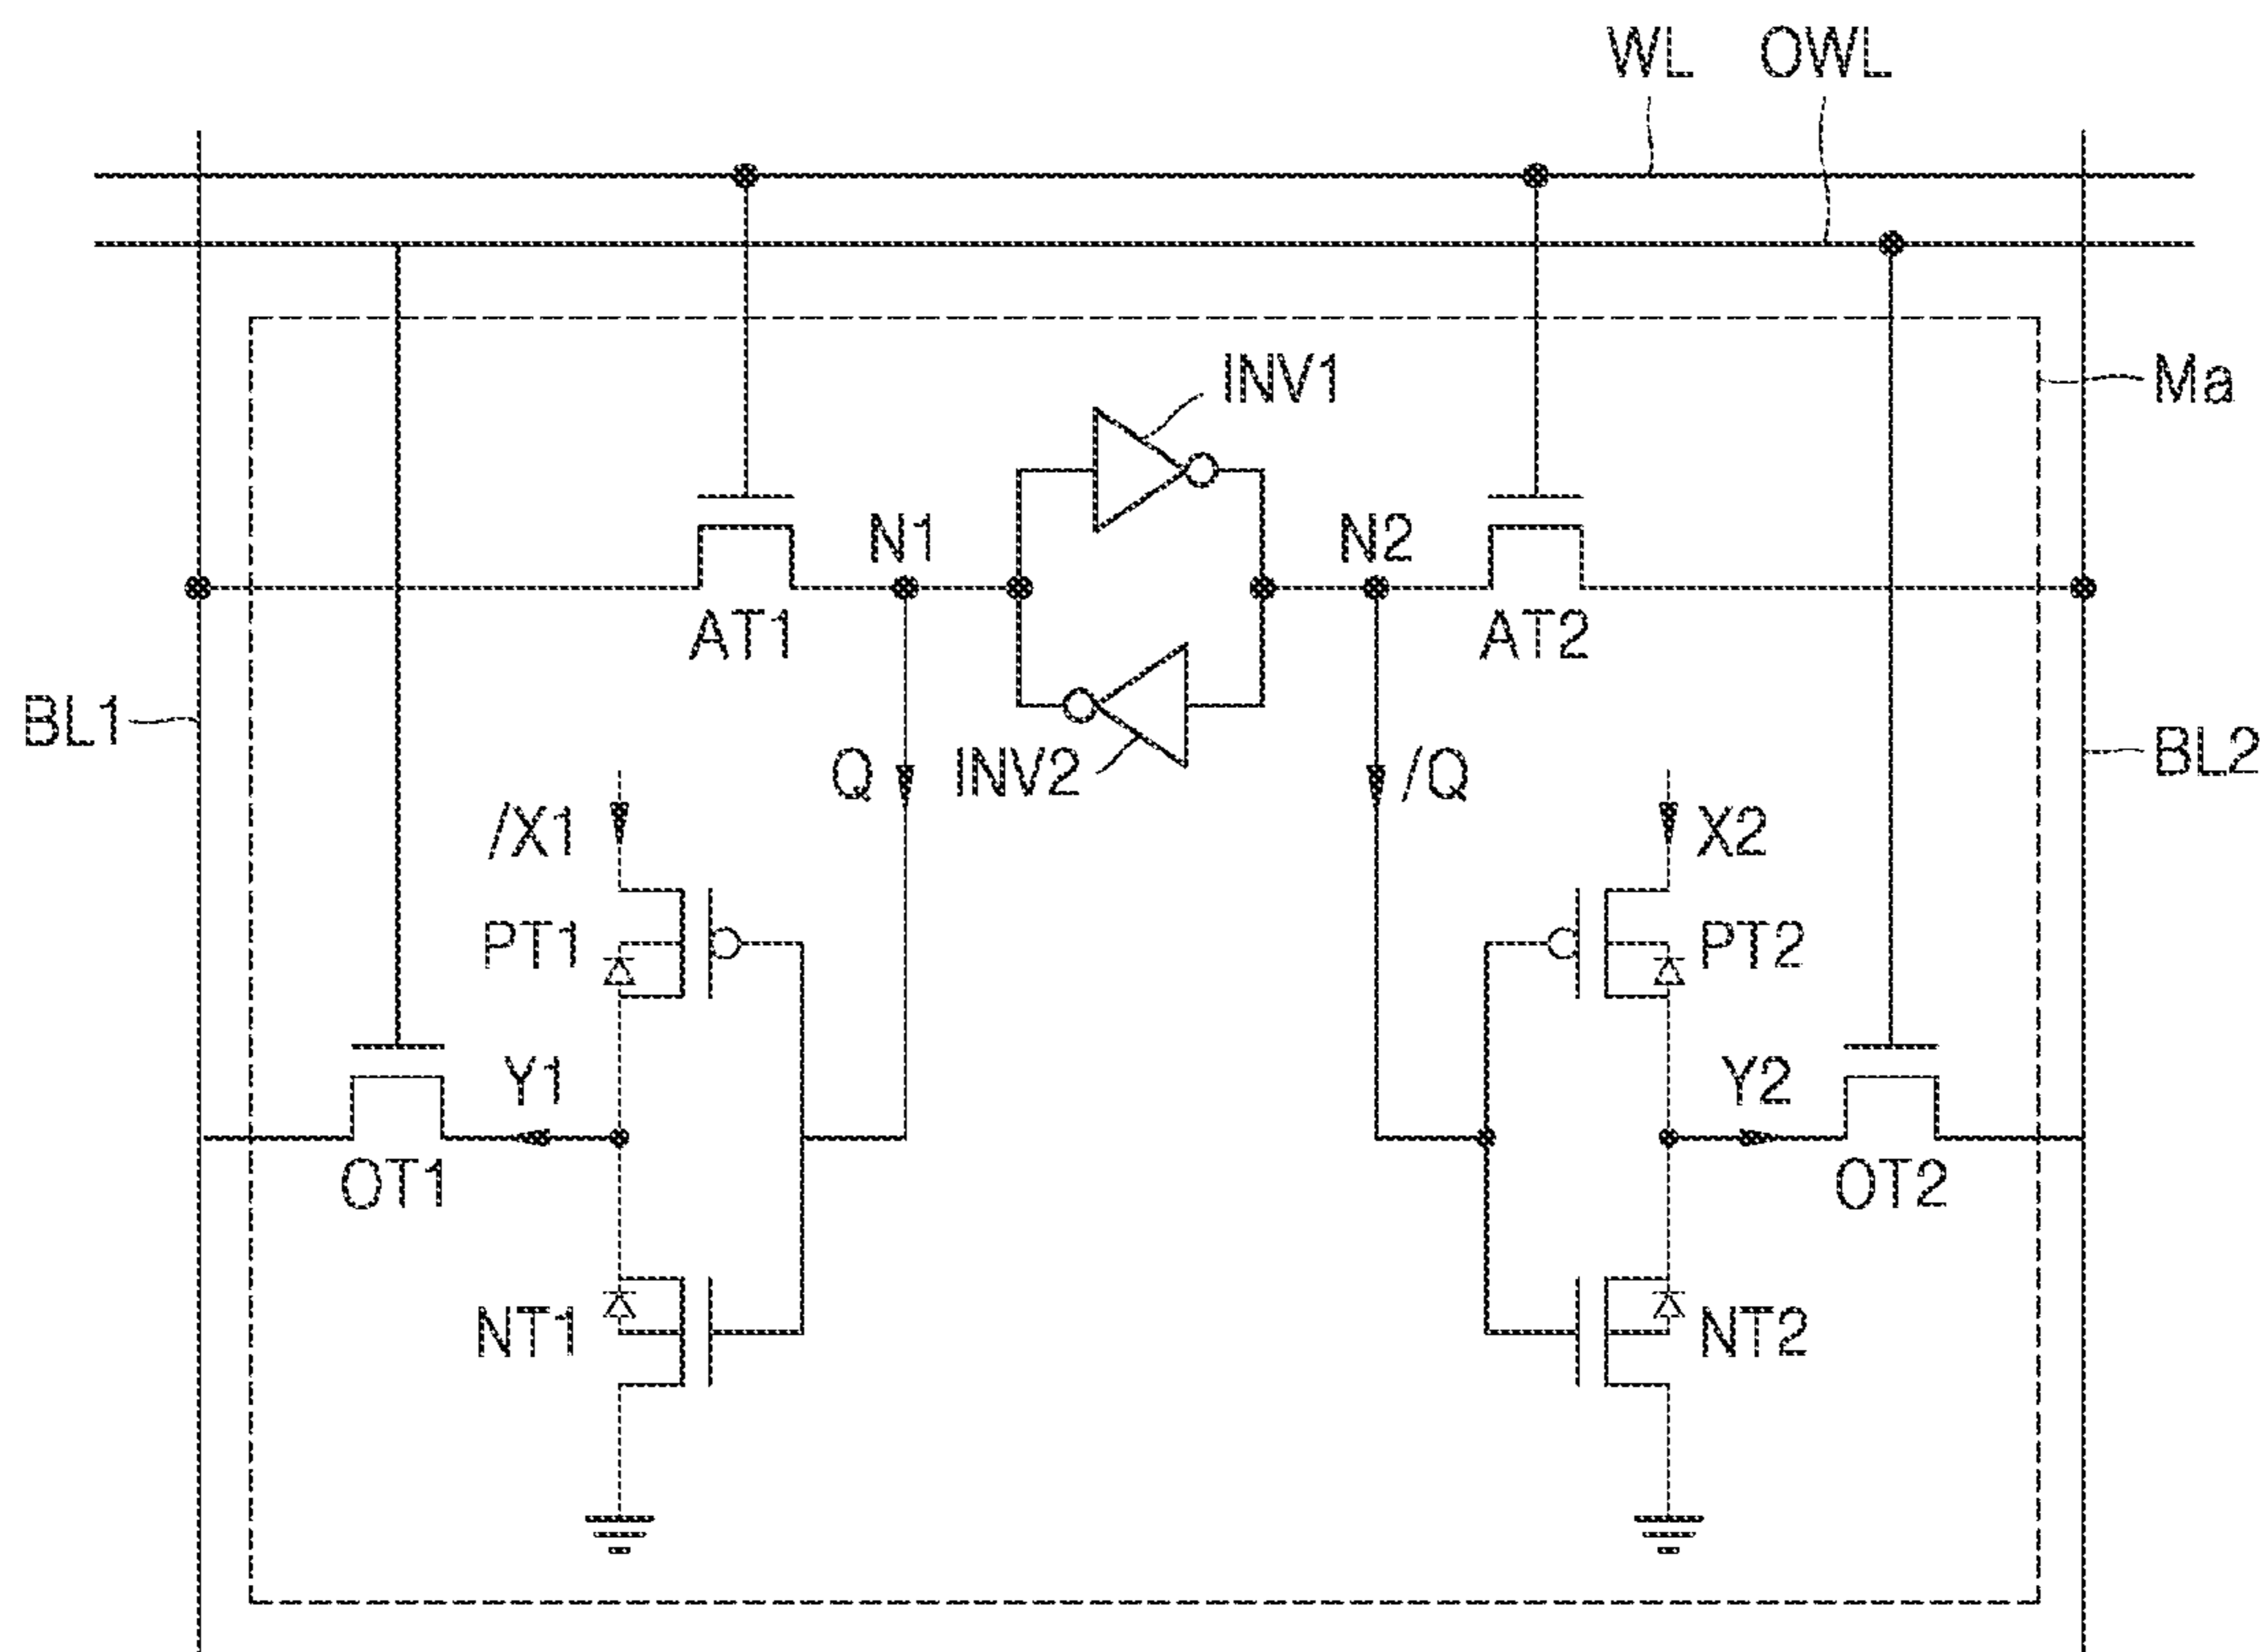 WL OWL
INV1
Ma
N1 N2
AT1 AT2
BL1
BL2
Q INV2 /Q
/X1 X2
PT1 PT2
Y1 Y2
OT1 OT2
NT1 NT2